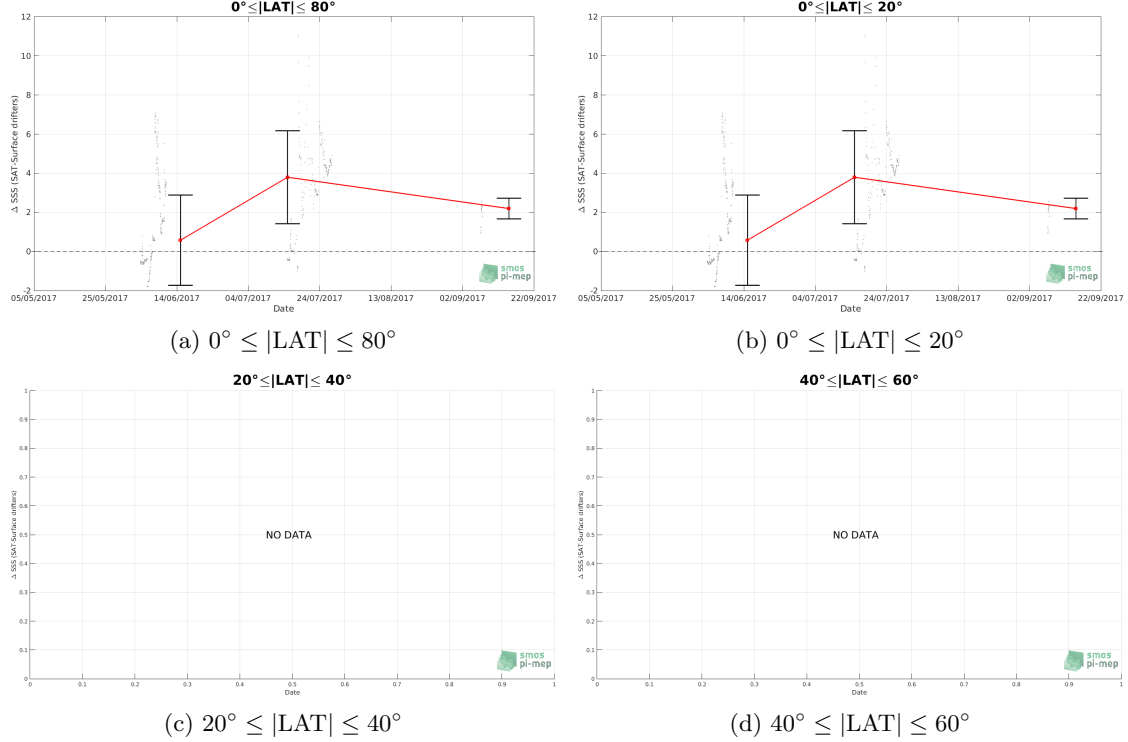 0°≤|LAT|≤ 80°
12
10
8
6
4
2
0
-2
Δ SSS (SAT-Surface drifters)
05/05/2017 25/05/2017 14/06/2017 04/07/2017 24/07/2017 13/08/2017 02/09/2017 22/09/2017
Date
smos
pi-mep
(a) 0° ≤ |LAT| ≤ 80°
0°≤|LAT|≤ 20°
12
10
8
6
4
2
0
-2
Δ SSS (SAT-Surface drifters)
05/05/2017 25/05/2017 14/06/2017 04/07/2017 24/07/2017 13/08/2017 02/09/2017 22/09/2017
Date
smos
pi-mep
(b) 0° ≤ |LAT| ≤ 20°
20°≤|LAT|≤ 40°
1
0.9
0.8
0.7
0.6
0.5
0.4
0.3
0.2
0.1
0
Δ SSS (SAT-Surface drifters)
NO DATA
0 0.1 0.2 0.3 0.4 0.5 0.6 0.7 0.8 0.9 1
Date
smos
pi-mep
(c) 20° ≤ |LAT| ≤ 40°
40°≤|LAT|≤ 60°
1
0.9
0.8
0.7
0.6
0.5
0.4
0.3
0.2
0.1
0
Δ SSS (SAT-Surface drifters)
NO DATA
0 0.1 0.2 0.3 0.4 0.5 0.6 0.7 0.8 0.9 1
Date
smos
pi-mep
(d) 40° ≤ |LAT| ≤ 60°